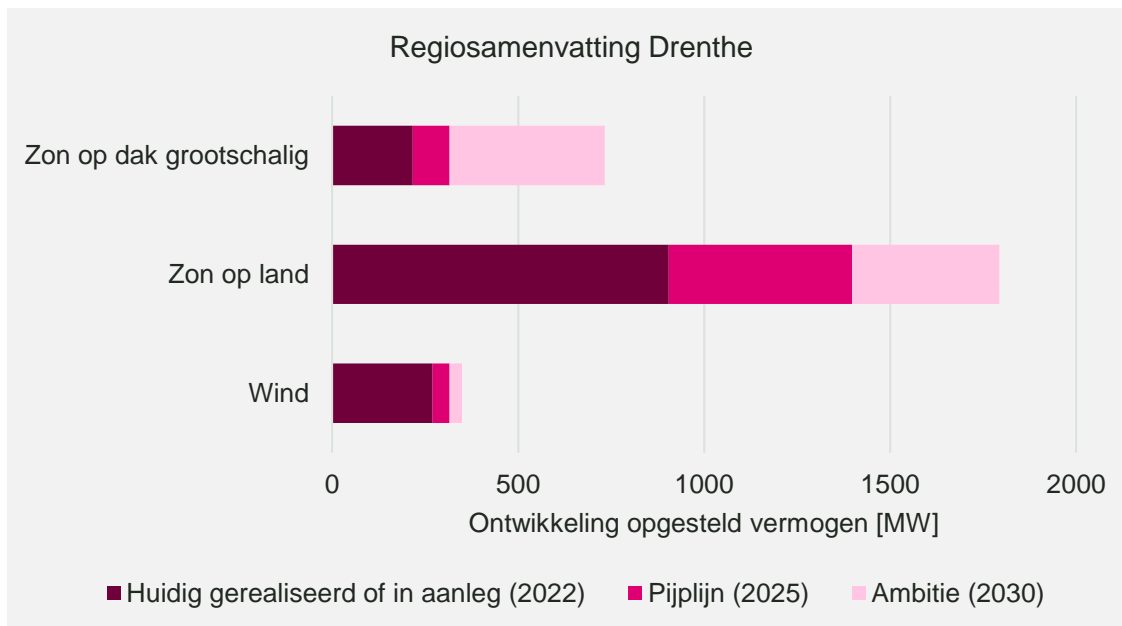 Regiosamenvatting Drenthe
Zon op dak grootschalig
Zon op land
Wind
0 500 1000 1500 2000
Ontwikkeling opgesteld vermogen [MW]
Huidig gerealiseerd of in aanleg (2022) Pijplijn (2025) Ambitie (2030)